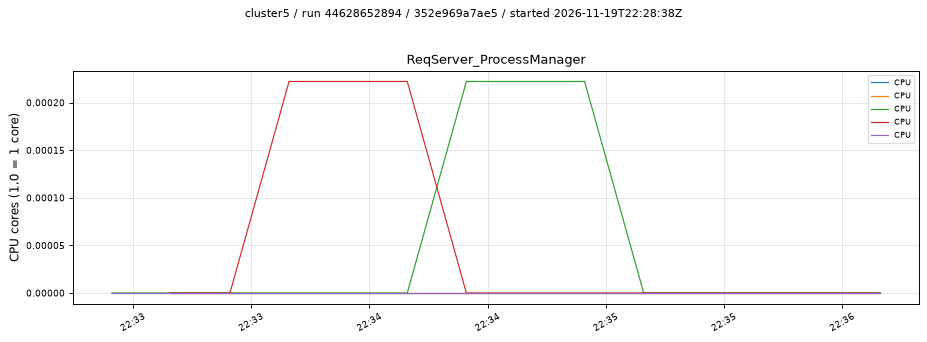 cluster5 / run 44628652894 / 352e969a7ae5 / started 2026-11-19T22:28:38Z
ReqServer_ProcessManager
CPU cores (1.0 = 1 core)
0.00020
0.00015
0.00010
0.00005
0.00000
CPU
CPU
CPU
CPU
CPU
22:33
22:33
22:34
22:34
22:35
22:35
22:36